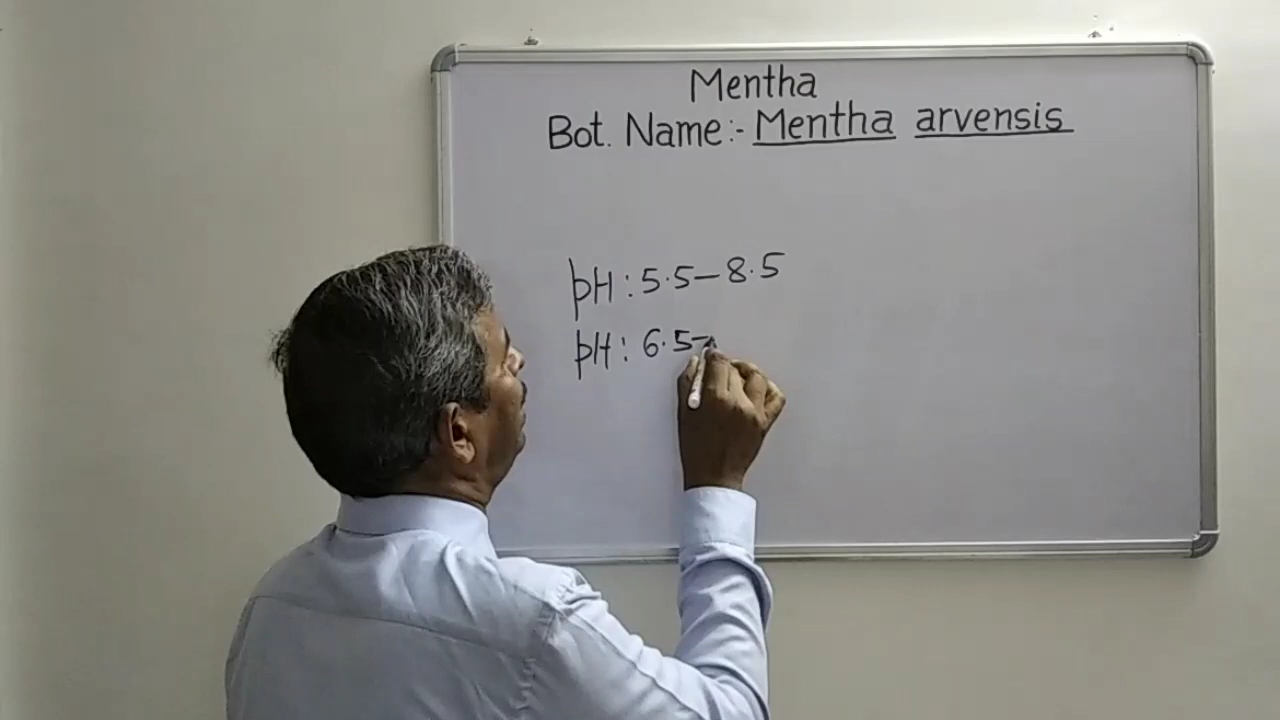 Mentha
Bot. Name:- Mentha arvensis
pH : 5.5 – 8.5
pH : 6.5 –